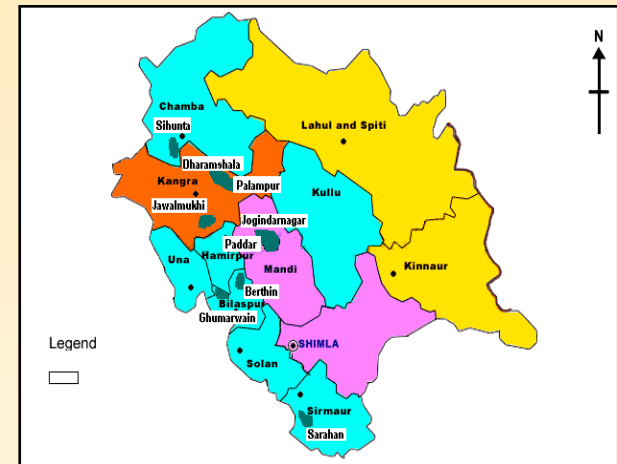 N
Chamba
Sihunta
Lahul and Spiti
Dharamshala
Kangra
Palampur
Kullu
Jawalmukhi
Jogindarnagar
Paddar
Una
Hamirpur
Mandi
Kinnaur
Berthin
Bilaspur
Ghumarwain
Legend
SHIMLA
Solan
Sirmaur
Sarahan